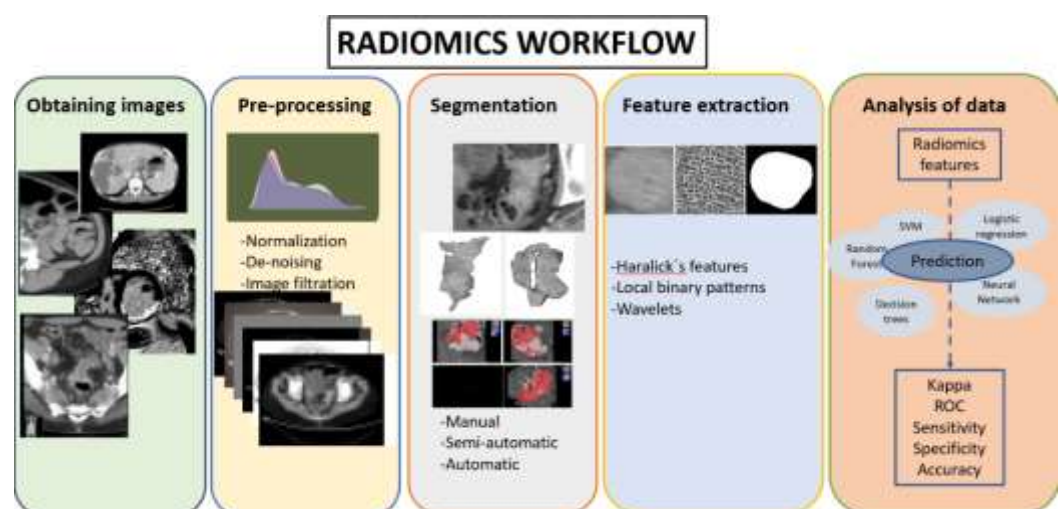 RADIOMICS WORKFLOW
Obtaining images
Pre-processing
-Normalization
-De-noising
-Image filtration
Segmentation
-Manual
-Semi-automatic
-Automatic
Feature extraction
-Haralick´s features
-Local binary patterns
-Wavelets
Analysis of data
Radiomics
features
SVM
Logistic
regression
Random
Forest
Prediction
Neural
Network
Decision
trees
Kappa
ROC
Sensitivity
Specificity
Accuracy